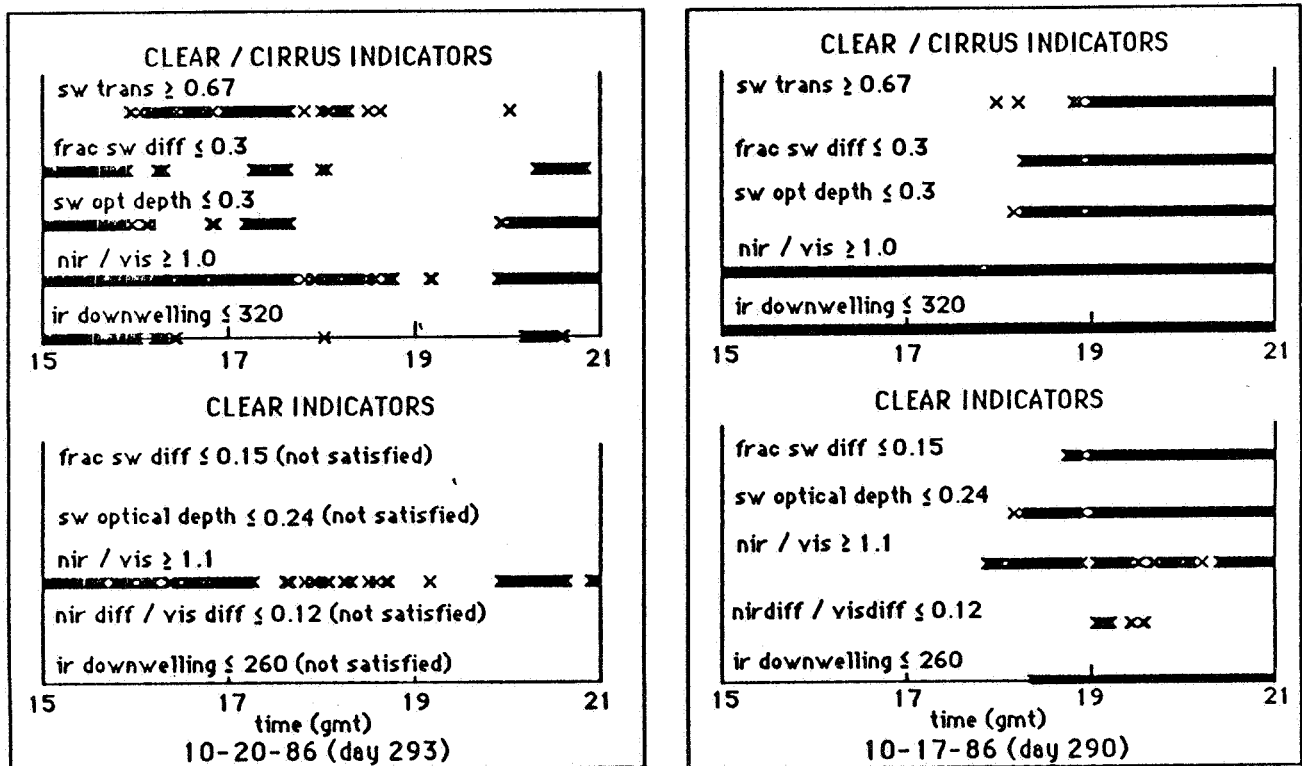 CLEAR / CIRRUS INDICATORS
sw trans ≥ 0.67
frac sw diff ≤ 0.3
sw opt depth ≤ 0.3
nir / vis ≥ 1.0
ir downwelling ≤ 320
15 17 19 21
CLEAR INDICATORS
frac sw diff ≤ 0.15 (not satisfied)
sw optical depth ≤ 0.24 (not satisfied)
nir / vis ≥ 1.1
nir diff / vis diff ≤ 0.12 (not satisfied)
ir downwelling ≤ 260 (not satisfied)
15 17 19 21
time (gmt)
10-20-86 (day 293)
CLEAR / CIRRUS INDICATORS
sw trans ≥ 0.67
frac sw diff ≤ 0.3
sw opt depth ≤ 0.3
nir / vis ≥ 1.0
ir downwelling ≤ 320
15 17 19 21
CLEAR INDICATORS
frac sw diff ≤ 0.15
sw optical depth ≤ 0.24
nir / vis ≥ 1.1
nirdiff / visdiff ≤ 0.12
ir downwelling ≤ 260
15 17 19 21
time (gmt)
10-17-86 (day 290)